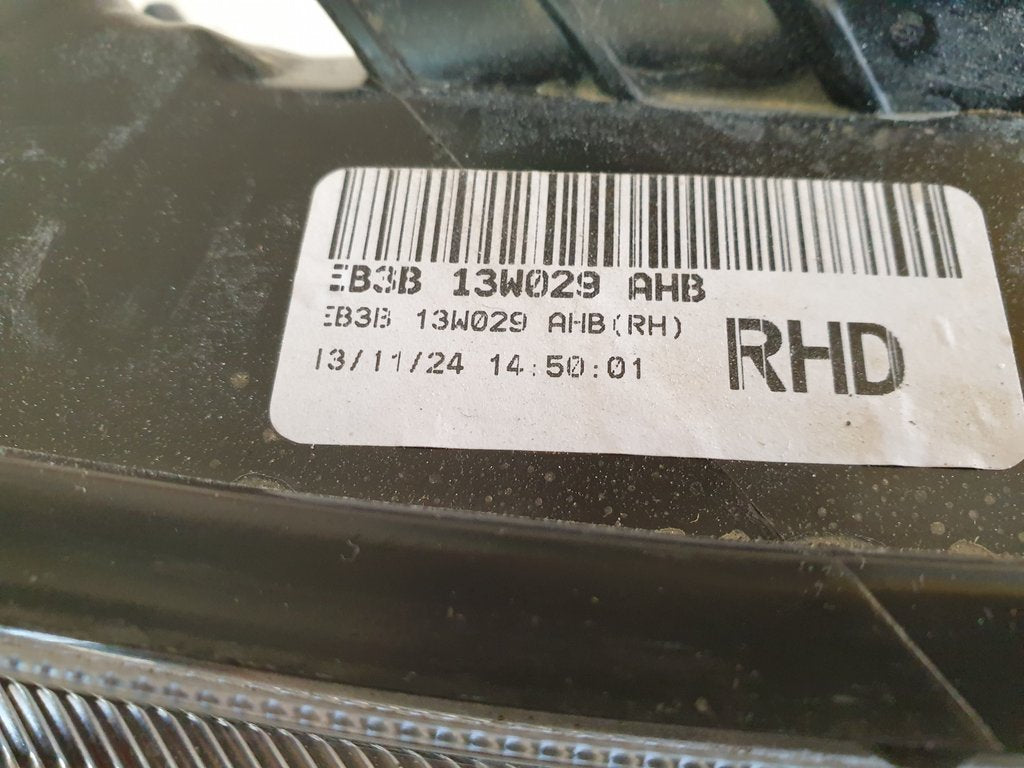 EB3B 13W029 AHB
EB3B 13W029 AHB(RH)
13/11/24 14:50:01
RHD